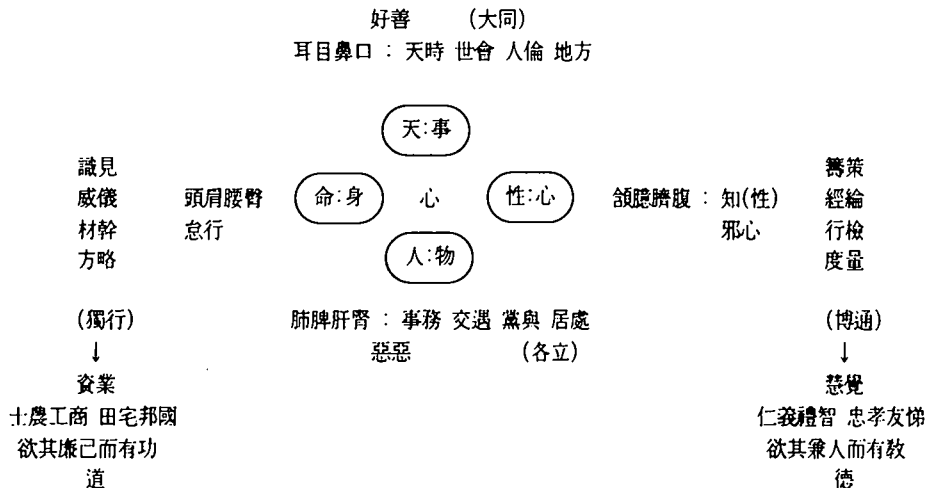 好善 (大同)
耳目鼻口 : 天時 世會 人倫 地方
天:事
識見
威儀
材幹
方略
頭肩腰臀
怠行
命:身
心
性:心
頷臆臍腹 : 知(性)
邪心
籌策
經綸
行檢
度量
人:物
(獨行)
肺脾肝腎 : 事務 交遇 黨與 居處
惡惡 (各立)
(博通)
↓
↓
資業
慧覺
士農工商 田宅邦國
仁義禮智 忠孝友悌
欲其廉己而有功
欲其兼人而有敎
道
德